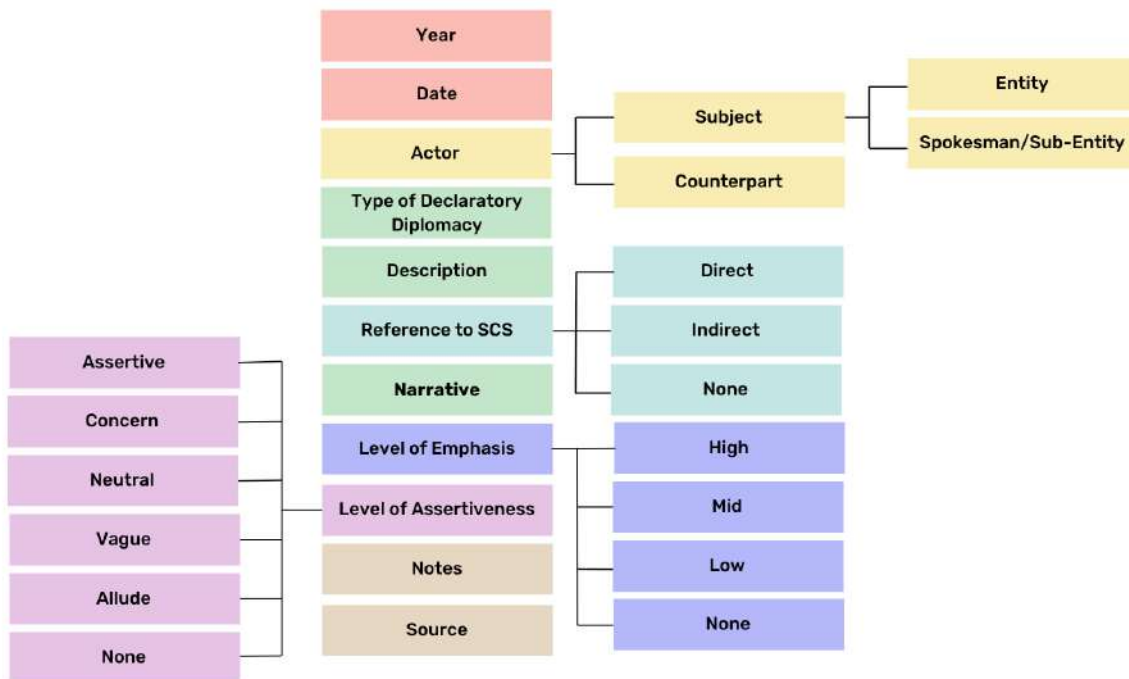 Year
Date
Actor
Subject
Counterpart
Entity
Spokesman/Sub-Entity
Type of Declaratory
Diplomacy
Description
Reference to SCS
Direct
Indirect
None
Narrative
Level of Emphasis
High
Mid
Low
None
Level of Assertiveness
Assertive
Concern
Neutral
Vague
Allude
None
Notes
Source